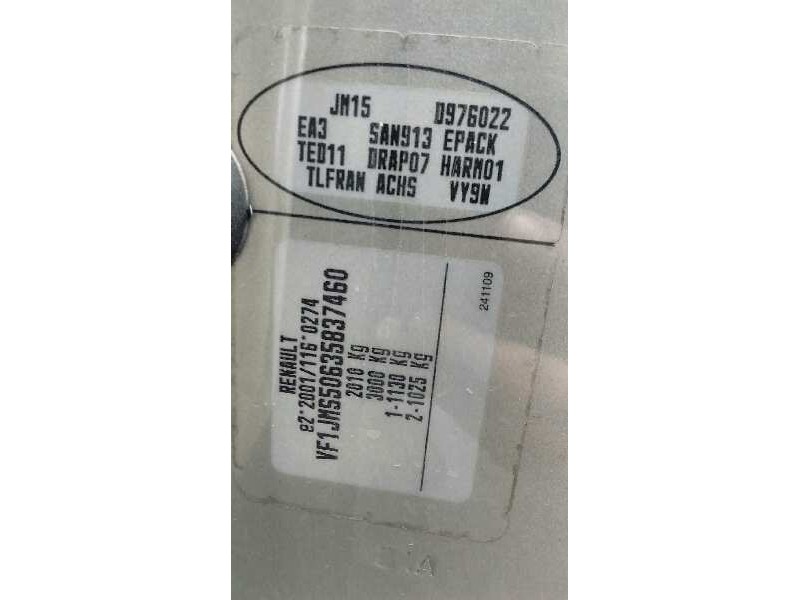 JM15 D976022
EA3 SAN913 EPACK
TED11 DRAP07 HARM01
TLFRAN ACHS VY9W
RENAULT
e2*2001/116*0274
VF1JMS50635837460
2010 Kg
3000 Kg
1-1130 Kg
2-1025 Kg
241109